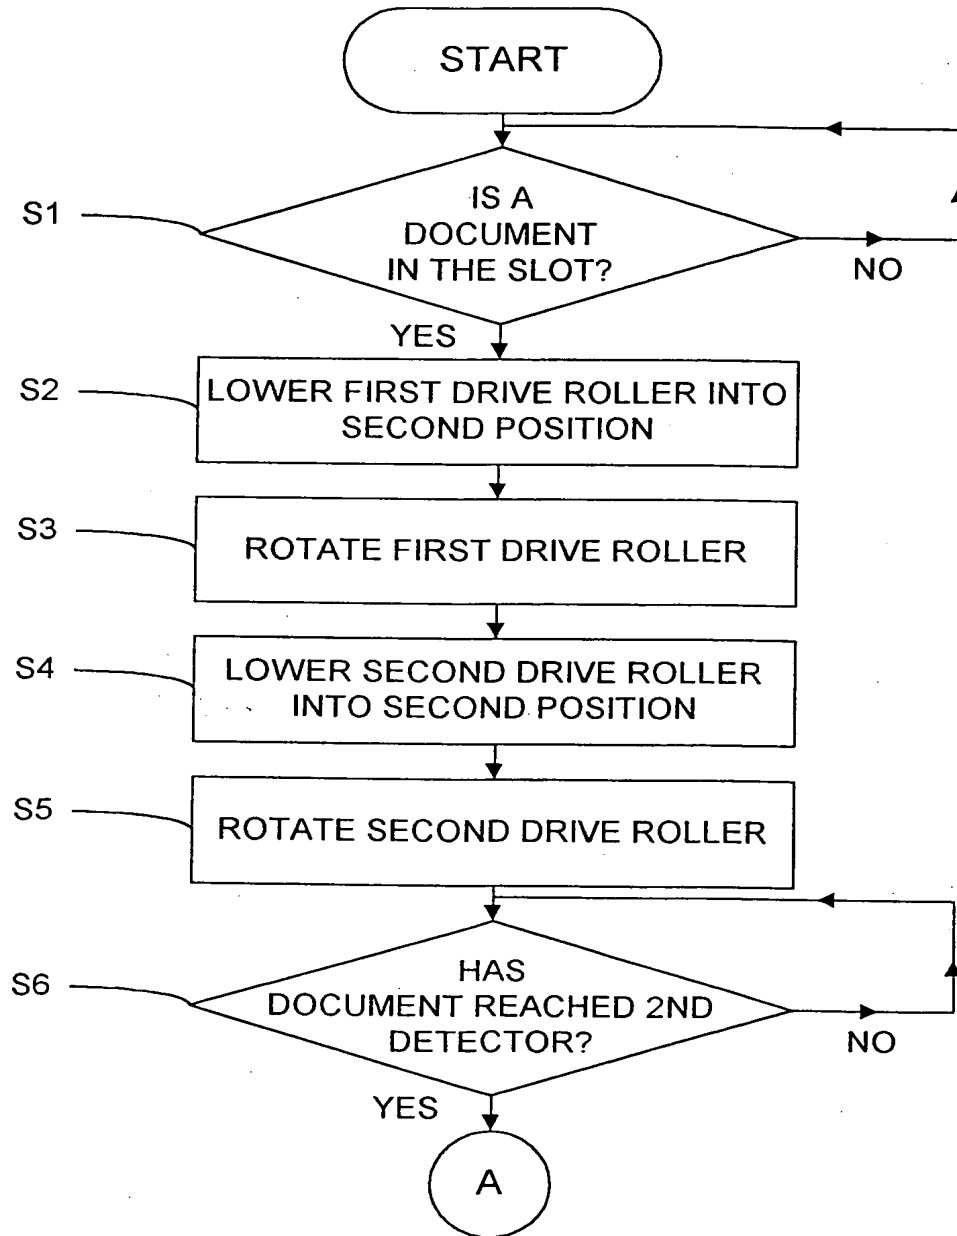 START
S1
IS A
DOCUMENT
IN THE SLOT?
NO
YES
S2
LOWER FIRST DRIVE ROLLER INTO
SECOND POSITION
S3
ROTATE FIRST DRIVE ROLLER
S4
LOWER SECOND DRIVE ROLLER
INTO SECOND POSITION
S5
ROTATE SECOND DRIVE ROLLER
S6
HAS
DOCUMENT REACHED 2ND
DETECTOR?
NO
YES
A